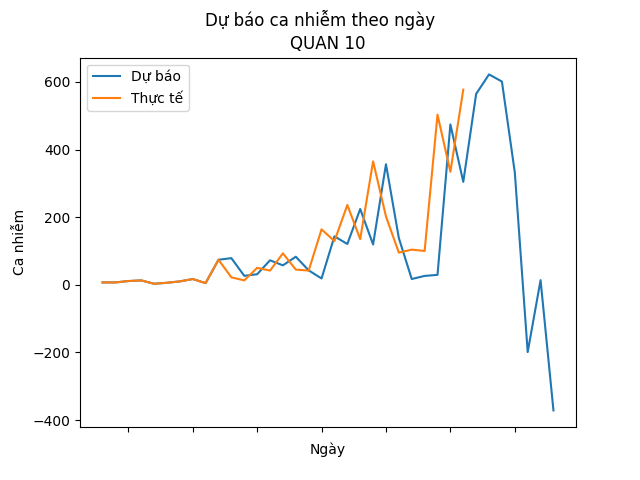 Dự báo ca nhiễm theo ngày
QUAN 10
Dự báo
Thực tế
600
400
200
0
−200
−400
Ca nhiễm
Ngày